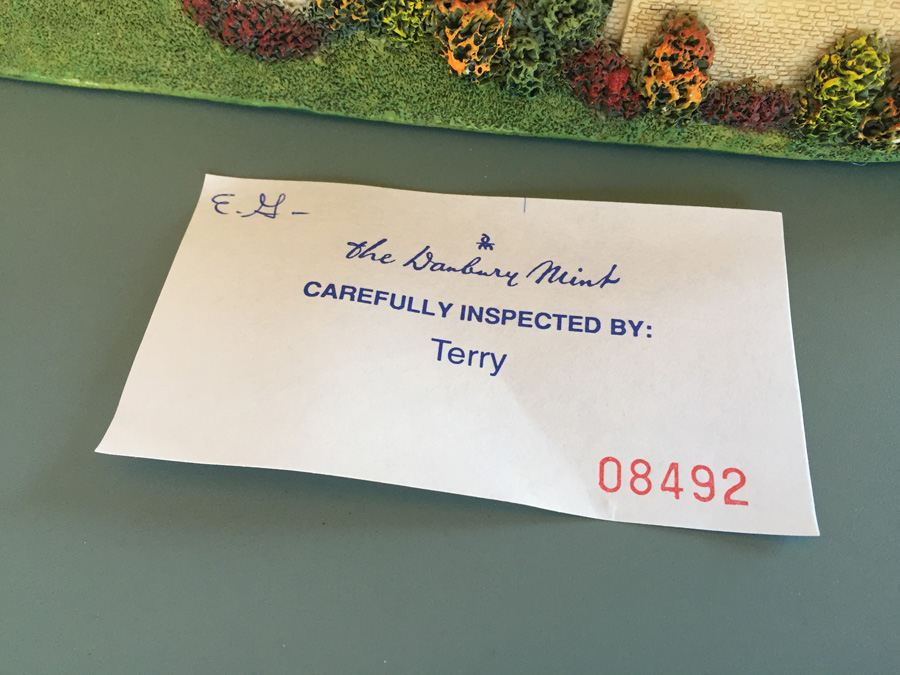 E.G-
the Danbury Mint
CAREFULLY INSPECTED BY:
Terry
08492